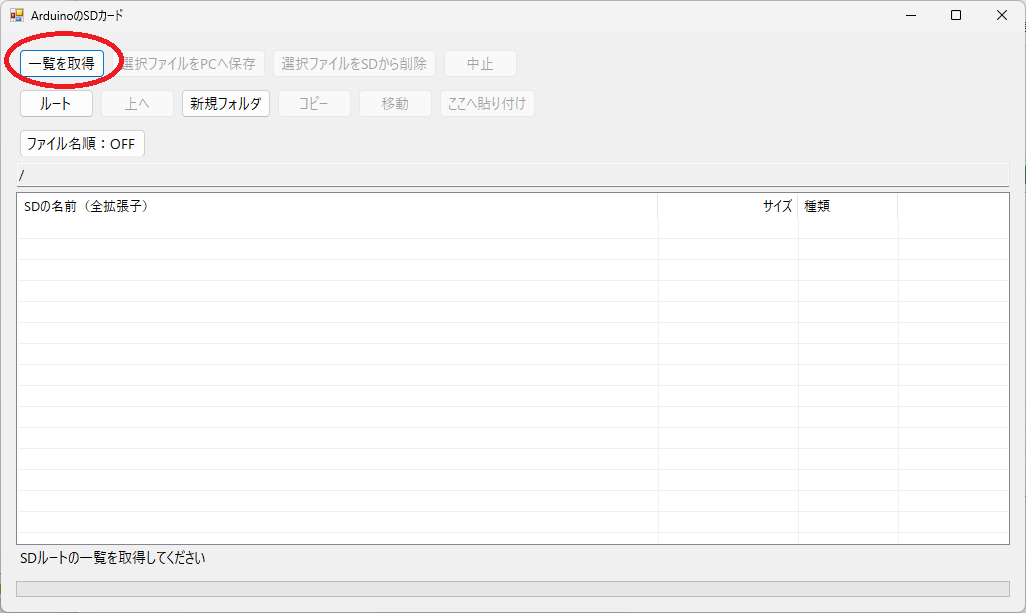 ArduinoのSDカード
一覧を取得 選択ファイルをPCへ保存 選択ファイルをSDから削除 中止
ルート 上へ 新規フォルダ コピー 移動 ここへ貼り付け
ファイル名順：OFF
/
SDの名前（全拡張子） サイズ 種類
SDルートの一覧を取得してください